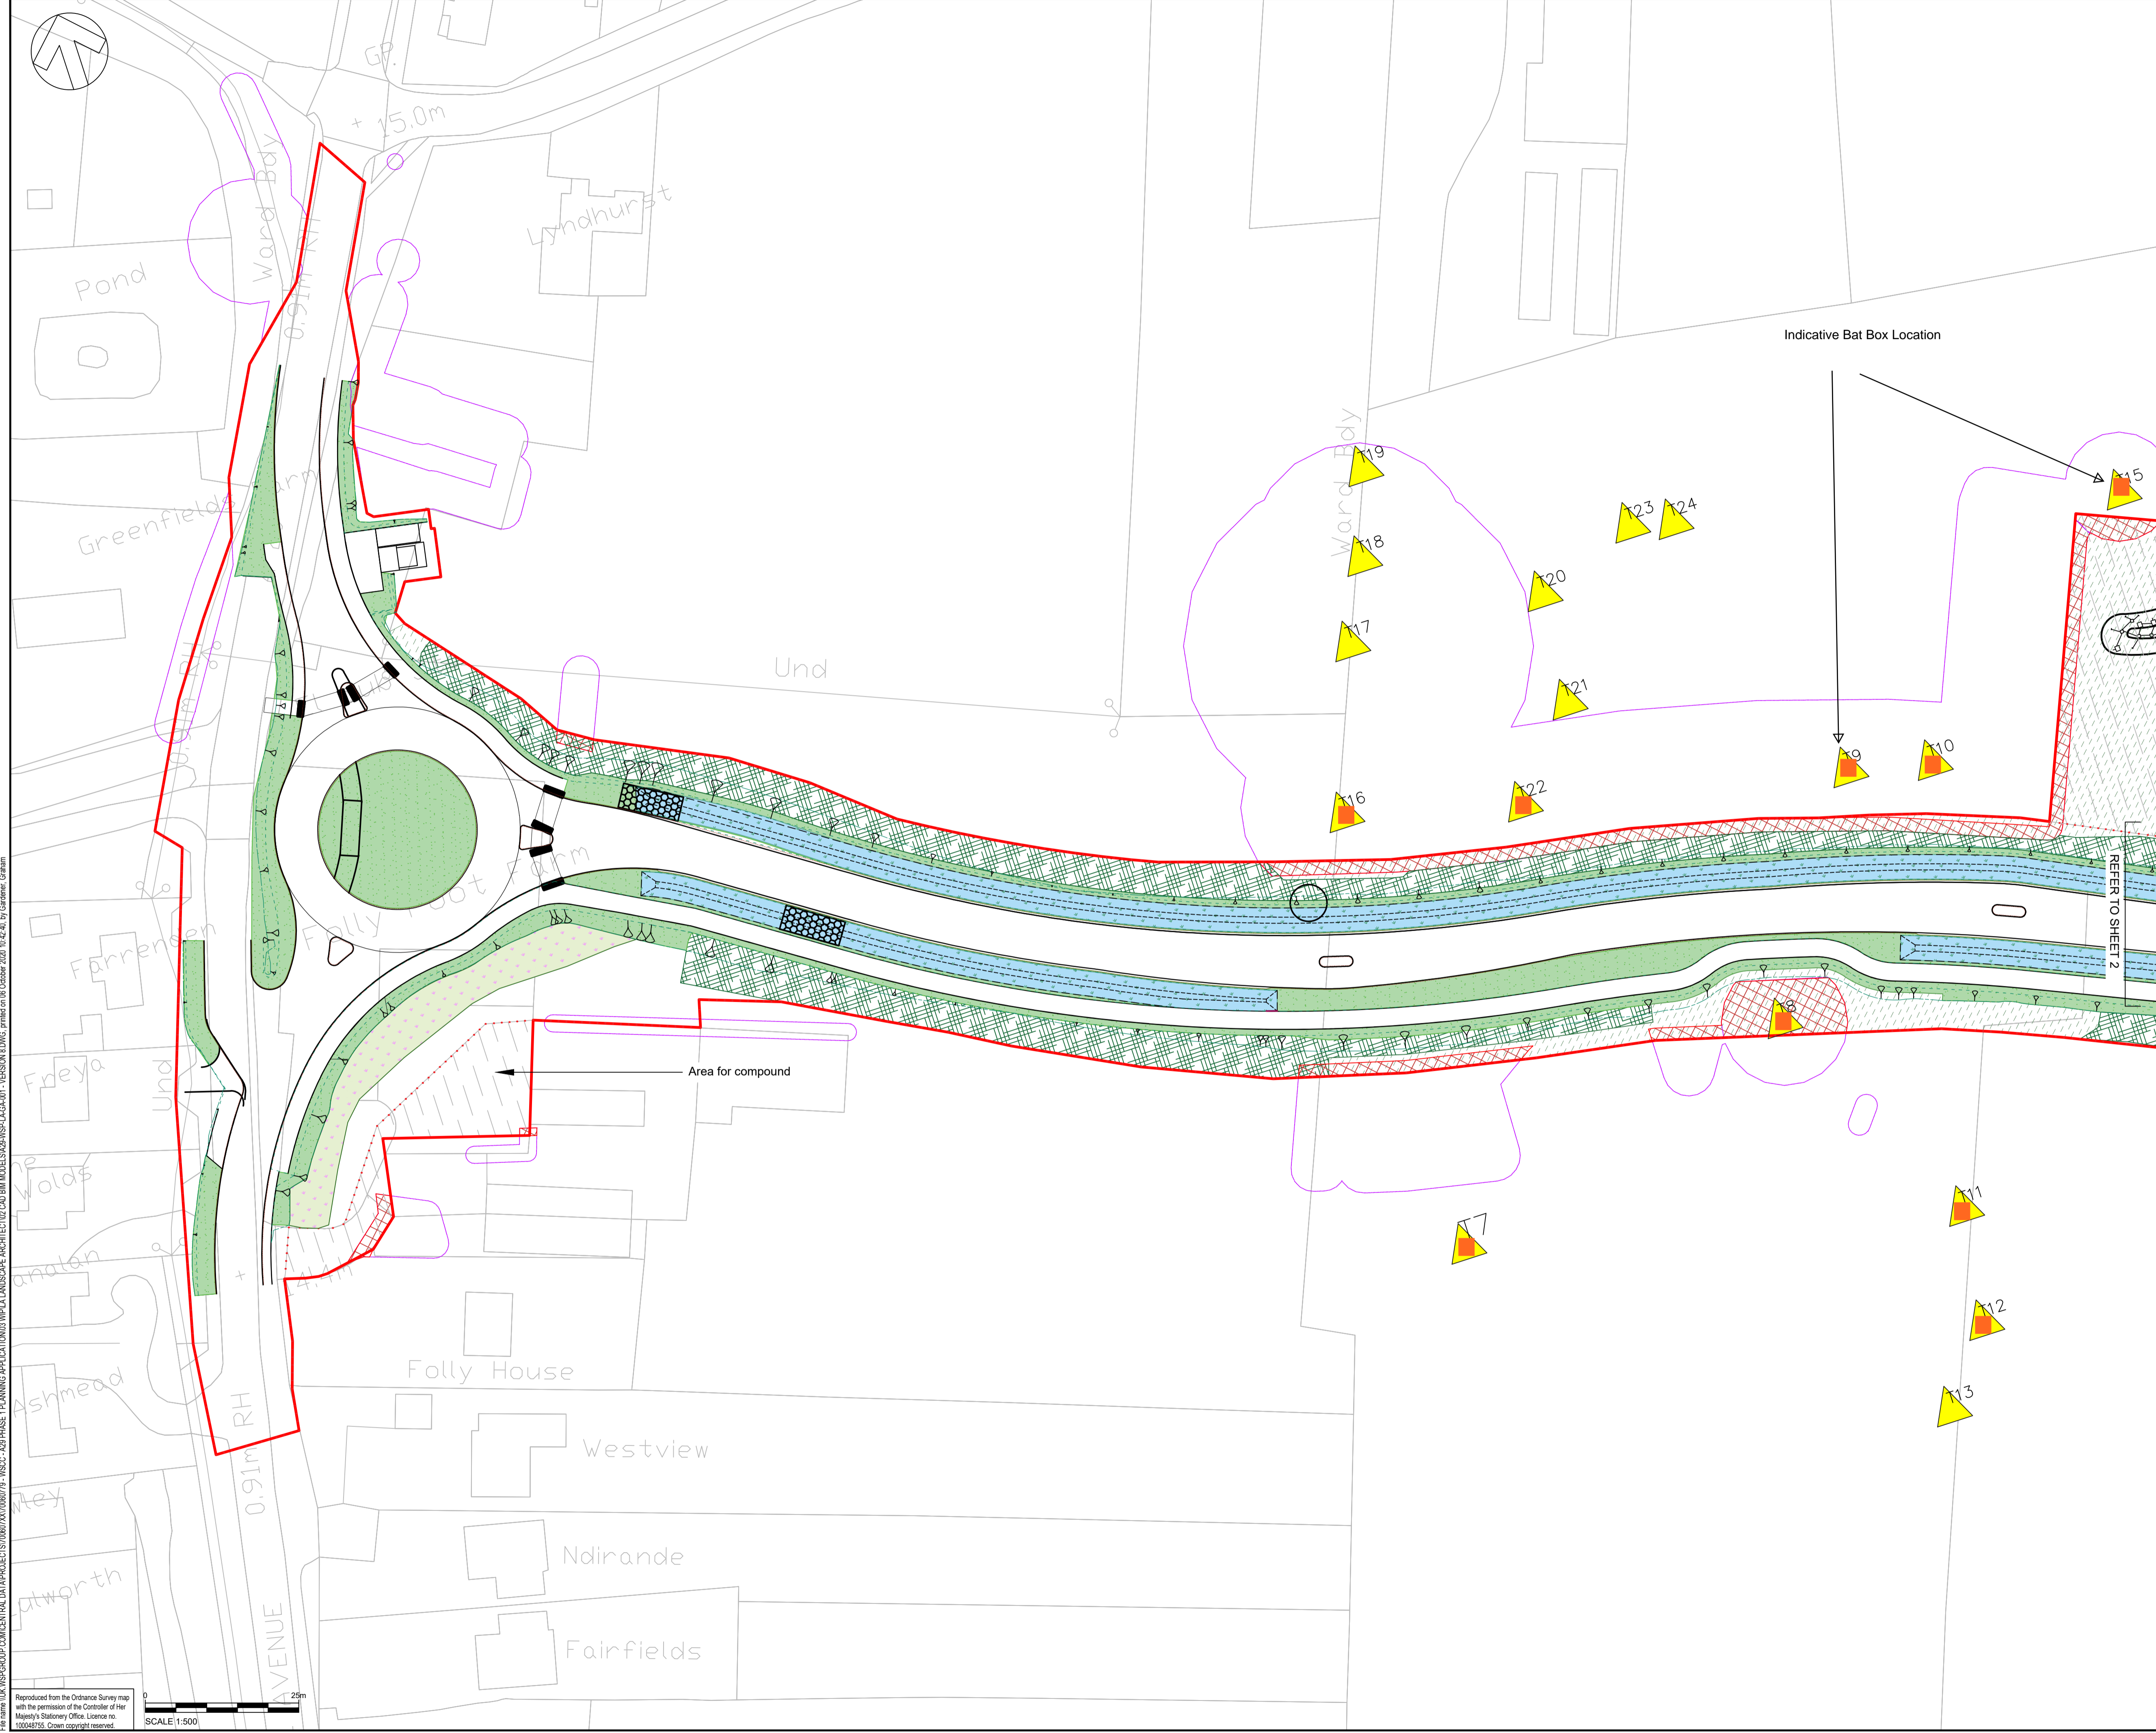 GP.
+ 15.0m
Ward Bdy
Lyndhurst
0.91m RH
Pond
Indicative Bat Box Location
Ward Bdy
T19
T15
T23
T24
Greenfields
T18
T20
T17
Und
T21
T9
T10
T16
T22
REFER TO SHEET 2
Folly Foot Farm
Farrenden
T8
Freya
Und
Area for compound
Wolds
T11
T7
14.4m
T12
Folly House
Ashmead
T13
RH
0.91m
Westview
Ndirande
Fairfields
AVENUE
Reproduced from the Ordnance Survey map
with the permission of the Controller of Her
Majesty's Stationery Office. Licence no.
100048755. Crown copyright reserved.
0
25m
SCALE 1:500